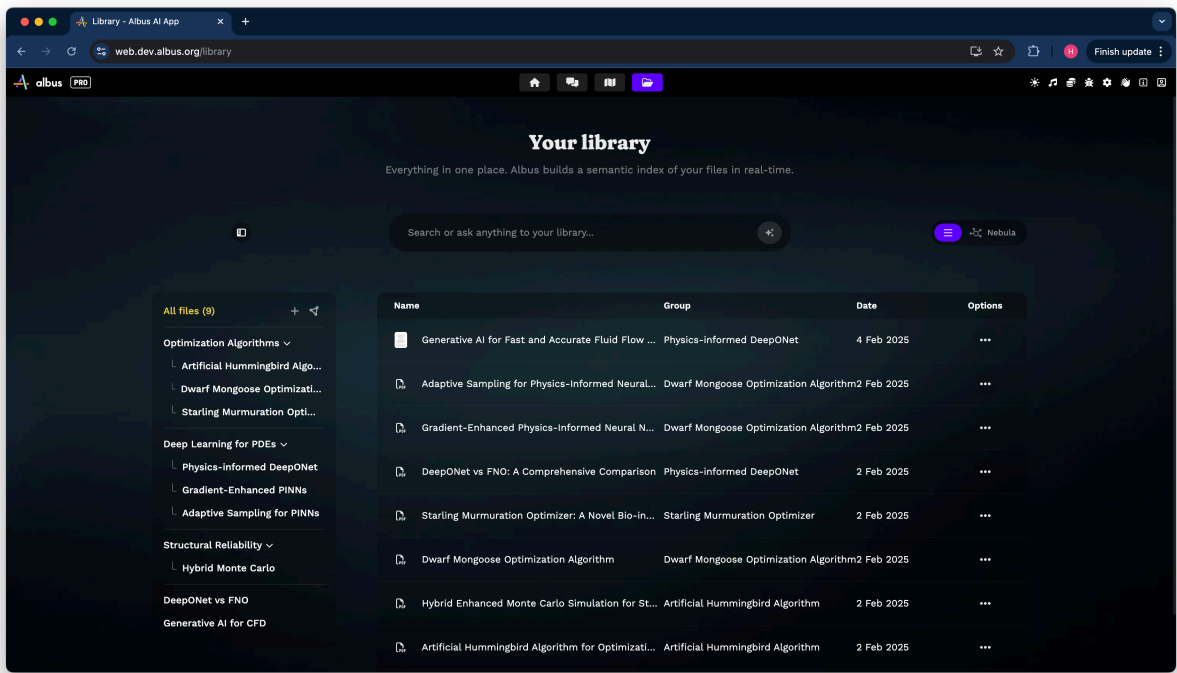 Library - Albus AI App
web.dev.albus.org/library
H
Finish update
albus PRO
Your library
Everything in one place. Albus builds a semantic index of your files in real-time.
Search or ask anything to your library...
Nebula
All files (9)
Optimization Algorithms
Artificial Hummingbird Algo...
Dwarf Mongoose Optimizati...
Starling Murmuration Opti...
Deep Learning for PDEs
Physics-informed DeepONet
Gradient-Enhanced PINNs
Adaptive Sampling for PINNs
Structural Reliability
Hybrid Monte Carlo
DeepONet vs FNO
Generative AI for CFD
Name Group Date Options
Generative AI for Fast and Accurate Fluid Flow ... Physics-informed DeepONet 4 Feb 2025
Adaptive Sampling for Physics-Informed Neural... Dwarf Mongoose Optimization Algorithm 2 Feb 2025
Gradient-Enhanced Physics-Informed Neural N... Dwarf Mongoose Optimization Algorithm 2 Feb 2025
DeepONet vs FNO: A Comprehensive Comparison Physics-informed DeepONet 2 Feb 2025
Starling Murmuration Optimizer: A Novel Bio-in... Starling Murmuration Optimizer 2 Feb 2025
Dwarf Mongoose Optimization Algorithm Dwarf Mongoose Optimization Algorithm 2 Feb 2025
Hybrid Enhanced Monte Carlo Simulation for St... Artificial Hummingbird Algorithm 2 Feb 2025
Artificial Hummingbird Algorithm for Optimizati... Artificial Hummingbird Algorithm 2 Feb 2025